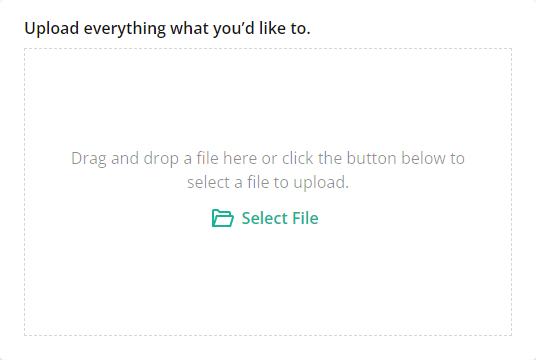 Upload everything what you’d like to.
Drag and drop a file here or click the button below to
select a file to upload.
Select File